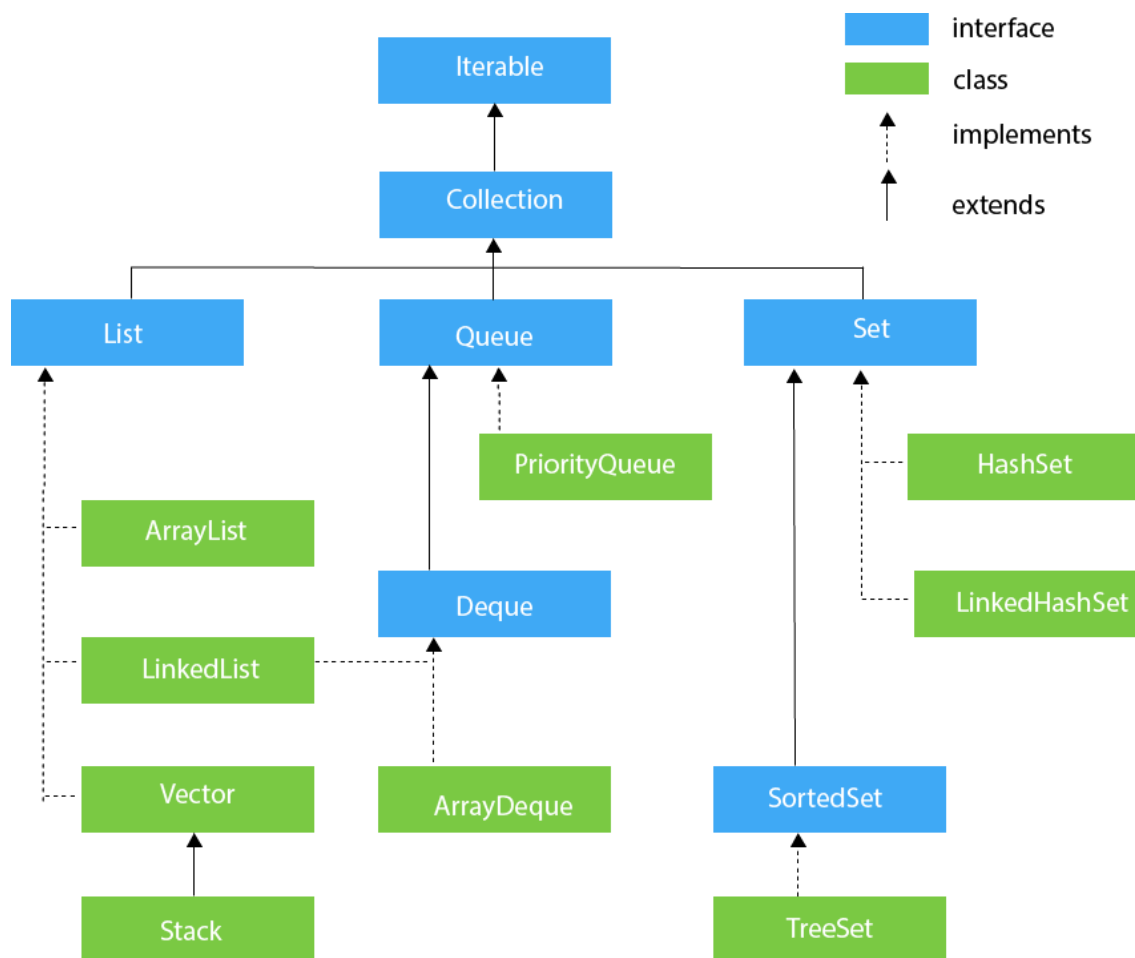 interface
Iterable
class
implements
Collection
extends
List
Queue
Set
PriorityQueue
HashSet
ArrayList
Deque
LinkedHashSet
LinkedList
Vector
ArrayDeque
SortedSet
Stack
TreeSet